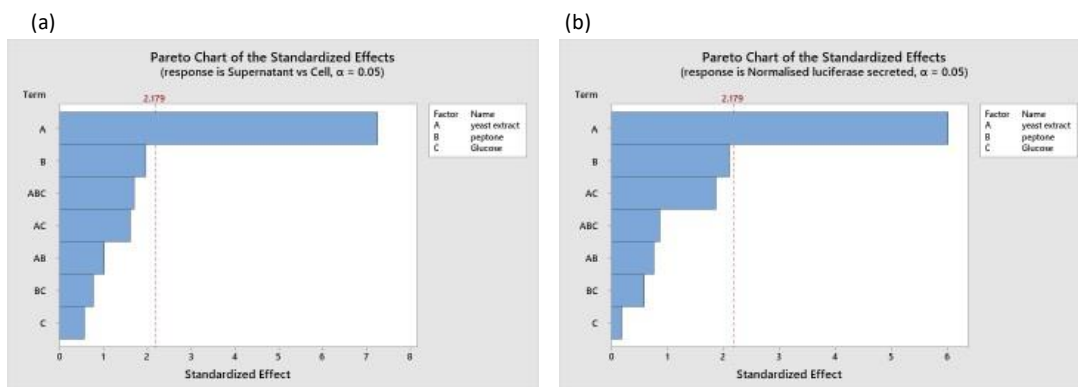 (a)
(b)
Pareto Chart of the Standardized Effects
(response is Supernatant vs Cell, α = 0.05)
Term
2.179
A
B
ABC
AC
AB
BC
C
0 1 2 3 4 5 6 7 8
Standardized Effect
Factor Name
A yeast extract
B peptone
C Glucose
Pareto Chart of the Standardized Effects
(response is Normalised luciferase secreted, α = 0.05)
Term
2.179
A
B
AC
ABC
AB
BC
C
0 1 2 3 4 5 6
Standardized Effect
Factor Name
A yeast extract
B peptone
C Glucose